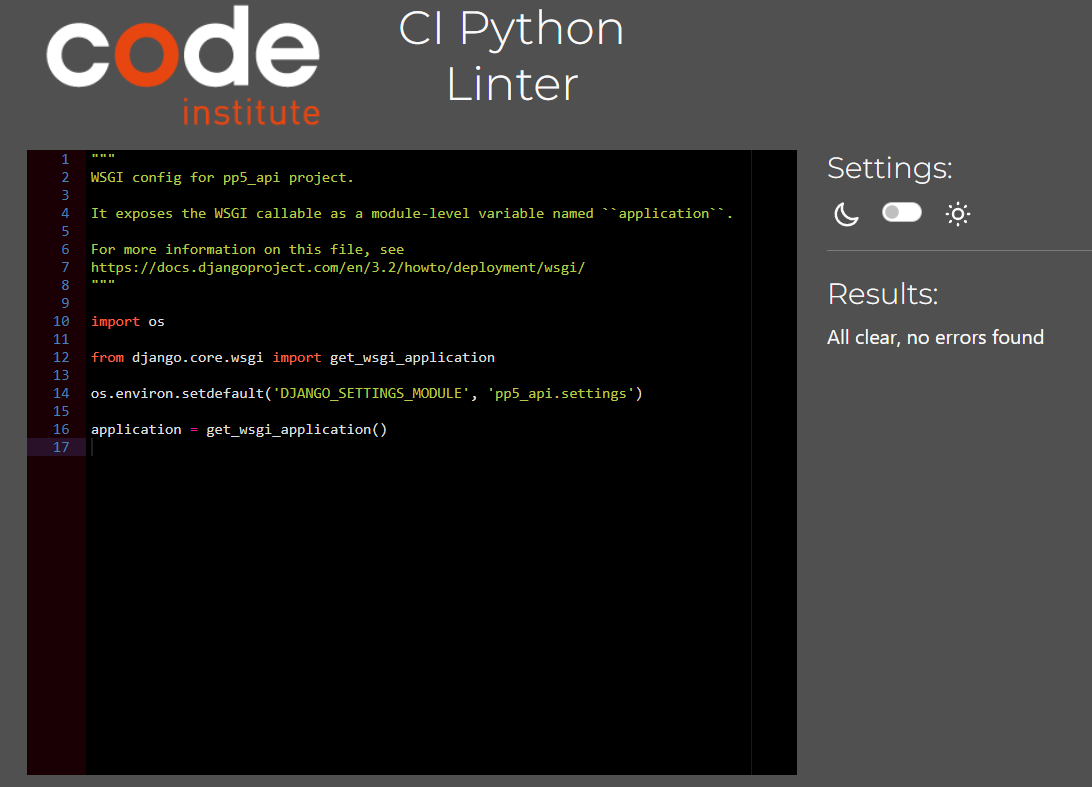 code
institute
CI Python
Linter
1 """
2 WSGI config for pp5_api project.
3
4 It exposes the WSGI callable as a module-level variable named ``application``.
5
6 For more information on this file, see
7 https://docs.djangoproject.com/en/3.2/howto/deployment/wsgi/
8 """
9
10 import os
11
12 from django.core.wsgi import get_wsgi_application
13
14 os.environ.setdefault('DJANGO_SETTINGS_MODULE', 'pp5_api.settings')
15
16 application = get_wsgi_application()
17
Settings:
Results:
All clear, no errors found